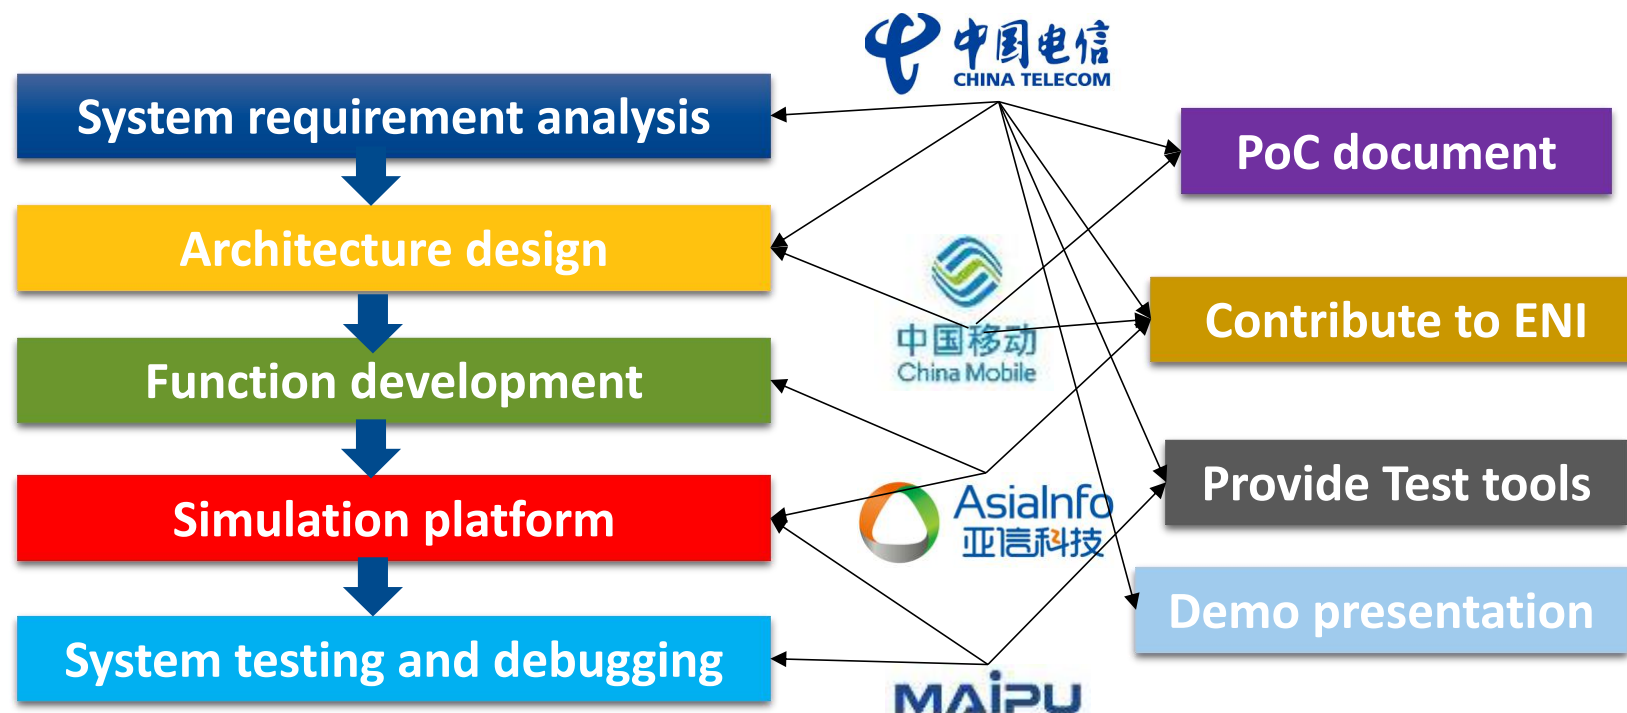 System requirement analysis
Architecture design
Function development
Simulation platform
System testing and debugging
中国电信
CHINA TELECOM
中国移动
China Mobile
AsiaInfo
亚信科技
MAIPU
PoC document
Contribute to ENI
Provide Test tools
Demo presentation